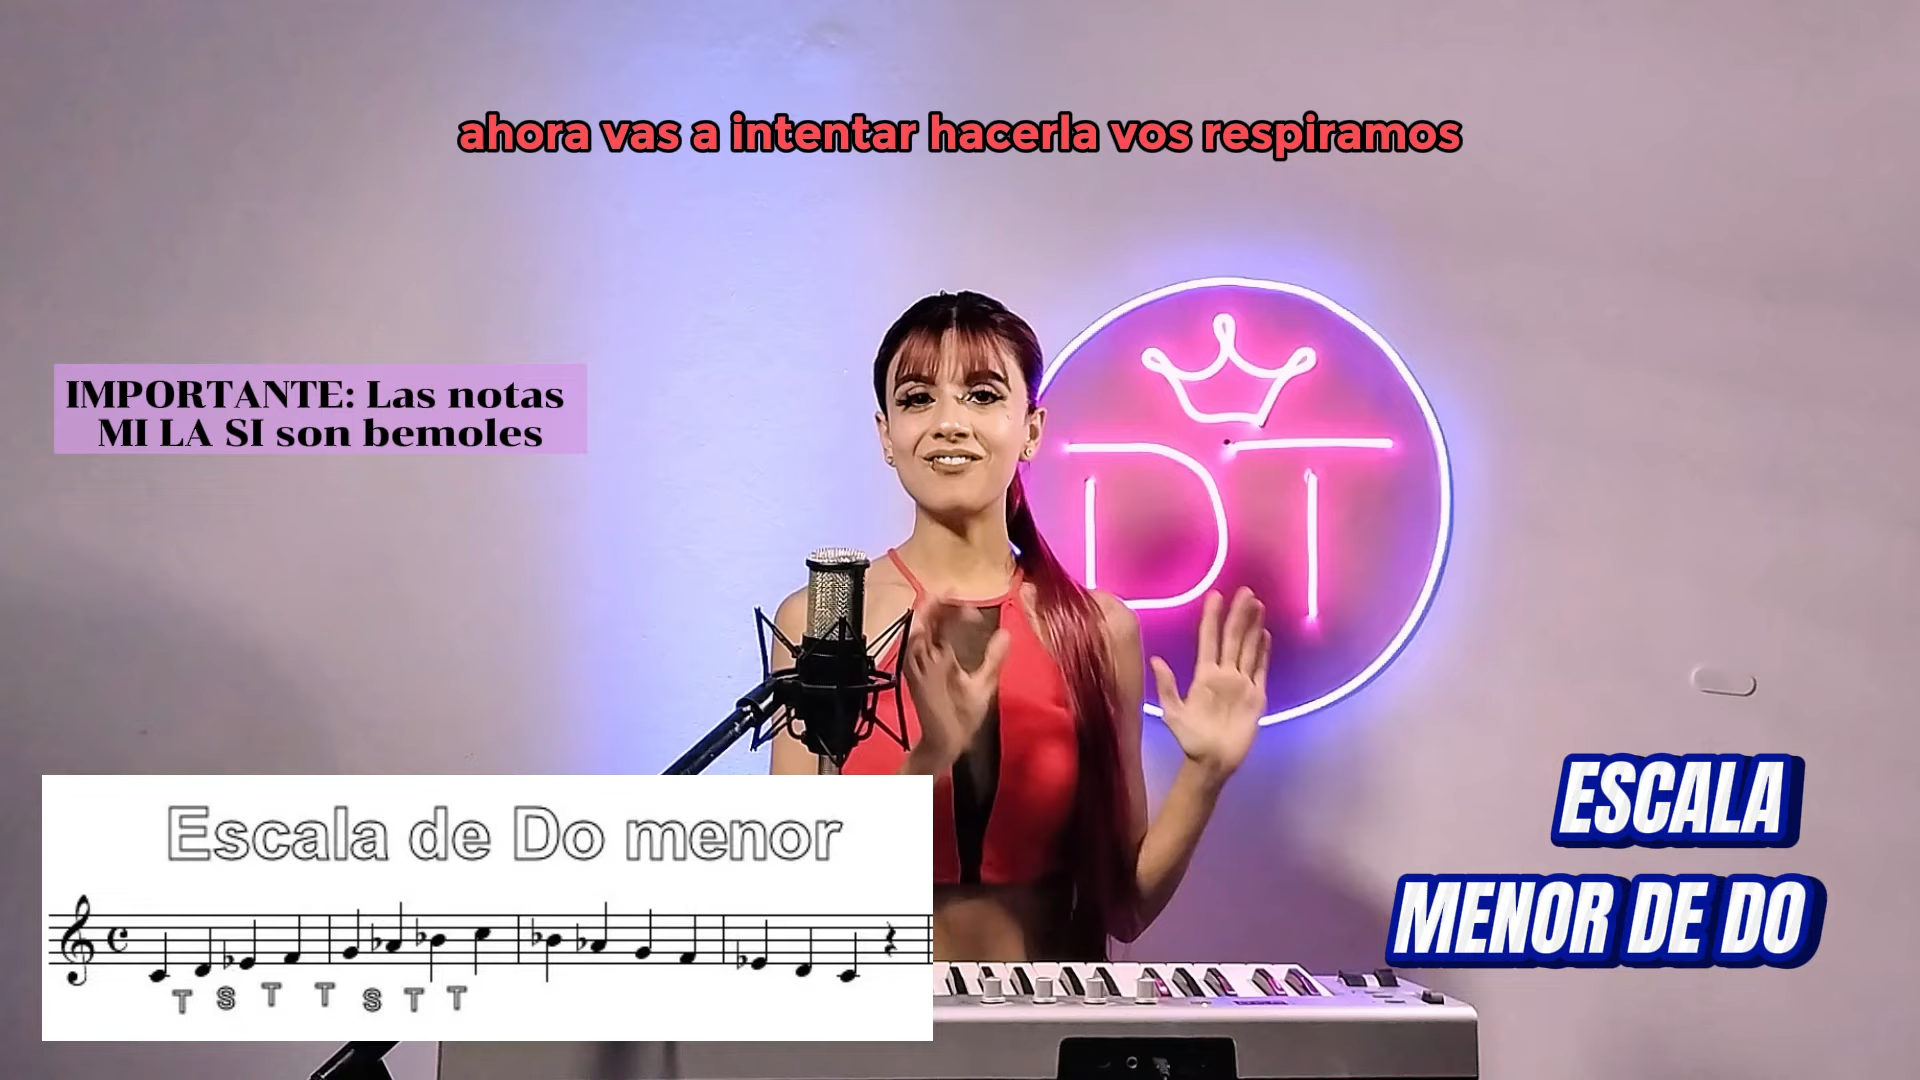 ahora vas a intentar hacerla vos respiramos
IMPORTANTE: Las notas
MI LA SI son bemoles
DT
Escala de Do menor
T S T T S T T
ESCALA
MENOR DE DO